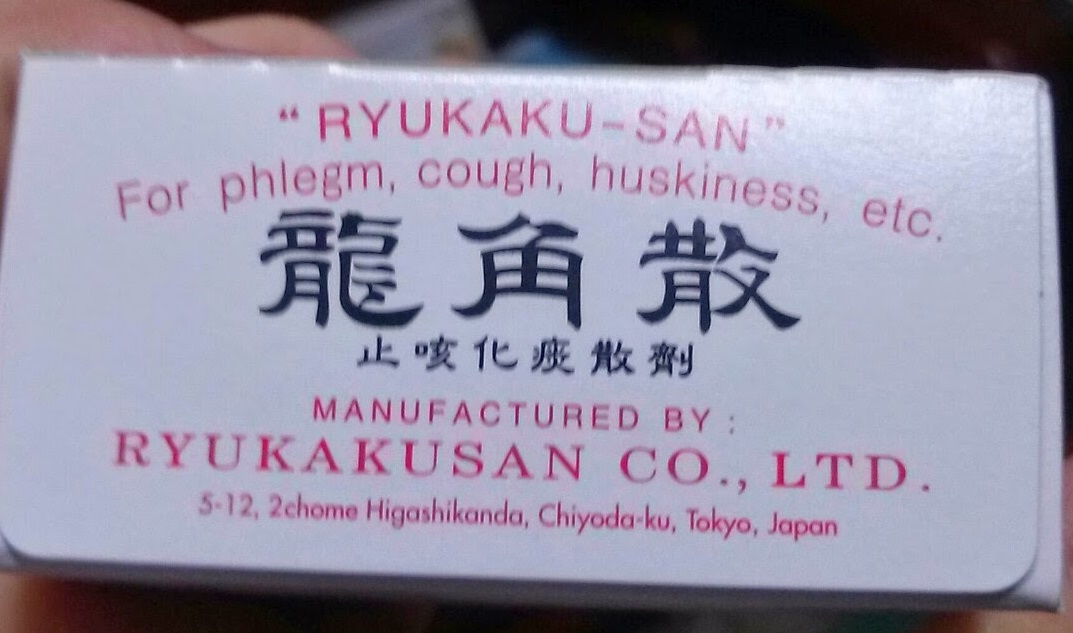 “RYUKAKU-SAN”
For phlegm, cough, huskiness, etc.
龍角散
止咳化痰散劑
MANUFACTURED BY :
RYUKAKUSAN CO., LTD.
5-12, 2chome Higashikanda, Chiyoda-ku, Tokyo, Japan